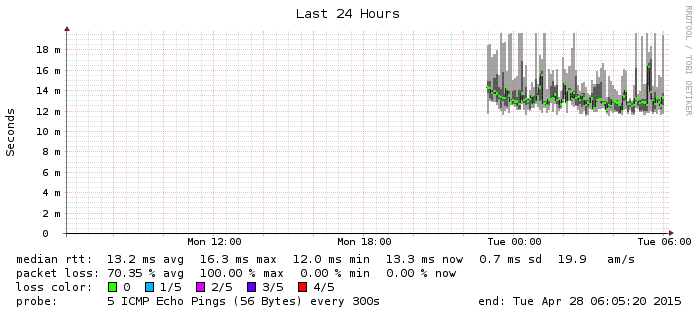 Last 24 Hours
RRDTOOL / TOBI OETIKER
Seconds
18 m
16 m
14 m
12 m
10 m
8 m
6 m
4 m
2 m
0
Mon 12:00 Mon 18:00 Tue 00:00 Tue 06:00
median rtt: 13.2 ms avg 16.3 ms max 12.0 ms min 13.3 ms now 0.7 ms sd 19.9 am/s
packet loss: 70.35 % avg 100.00 % max 0.00 % min 0.00 % now
loss color: 0 1/5 2/5 3/5 4/5
probe: 5 ICMP Echo Pings (56 Bytes) every 300s end: Tue Apr 28 06:05:20 2015